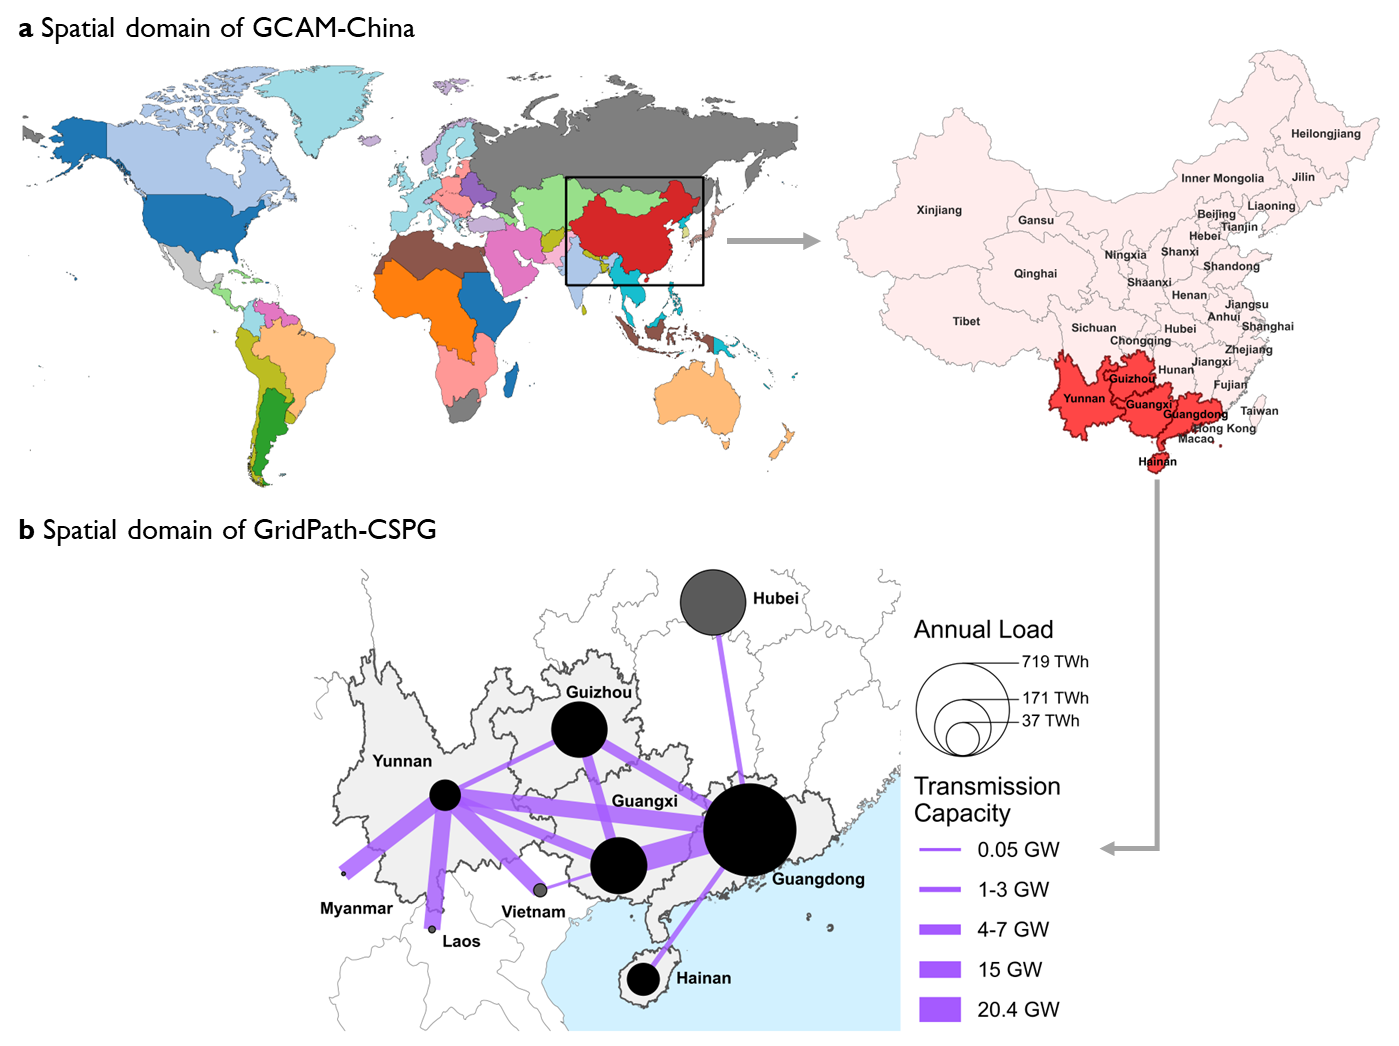 a Spatial domain of GCAM-China
Heilongjiang
Jilin
Inner Mongolia
Liaoning
Xinjiang
Gansu
Beijing
Tianjin
Hebei
Ningxia
Shanxi
Shandong
Qinghai
Shaanxi
Henan
Jiangsu
Anhui
Tibet
Sichuan
Hubei
Shanghai
Chongqing
Zhejiang
Jiangxi
Hunan
Guizhou
Fujian
Yunnan
Guangxi
Guangdong
Taiwan
Hong Kong
Macao
Hainan
b Spatial domain of GridPath-CSPG
Hubei
Guizhou
Yunnan
Guangxi
Guangdong
Myanmar
Vietnam
Laos
Hainan
Annual Load
719 TWh
171 TWh
37 TWh
Transmission
Capacity
0.05 GW
1-3 GW
4-7 GW
15 GW
20.4 GW